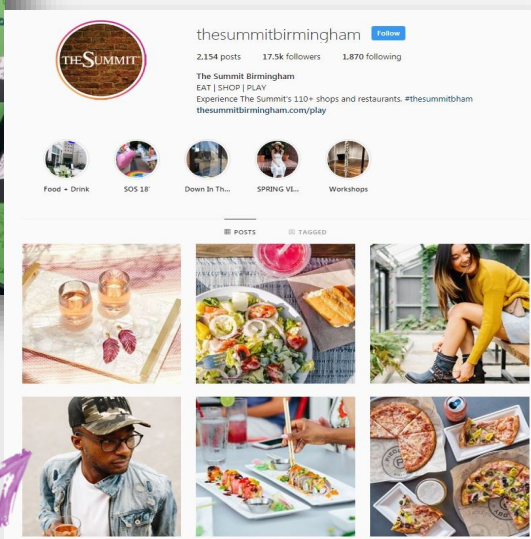 THE SUMMIT
thesummitbirmingham Follow
2,154 posts 17.5k followers 1,870 following
The Summit Birmingham
EAT | SHOP | PLAY
Experience The Summit's 110+ shops and restaurants. #thesummitbham
thesummitbirmingham.com/play
Food + Drink SOS 18' Down In Th... SPRING VI... Workshops
POSTS TAGGED